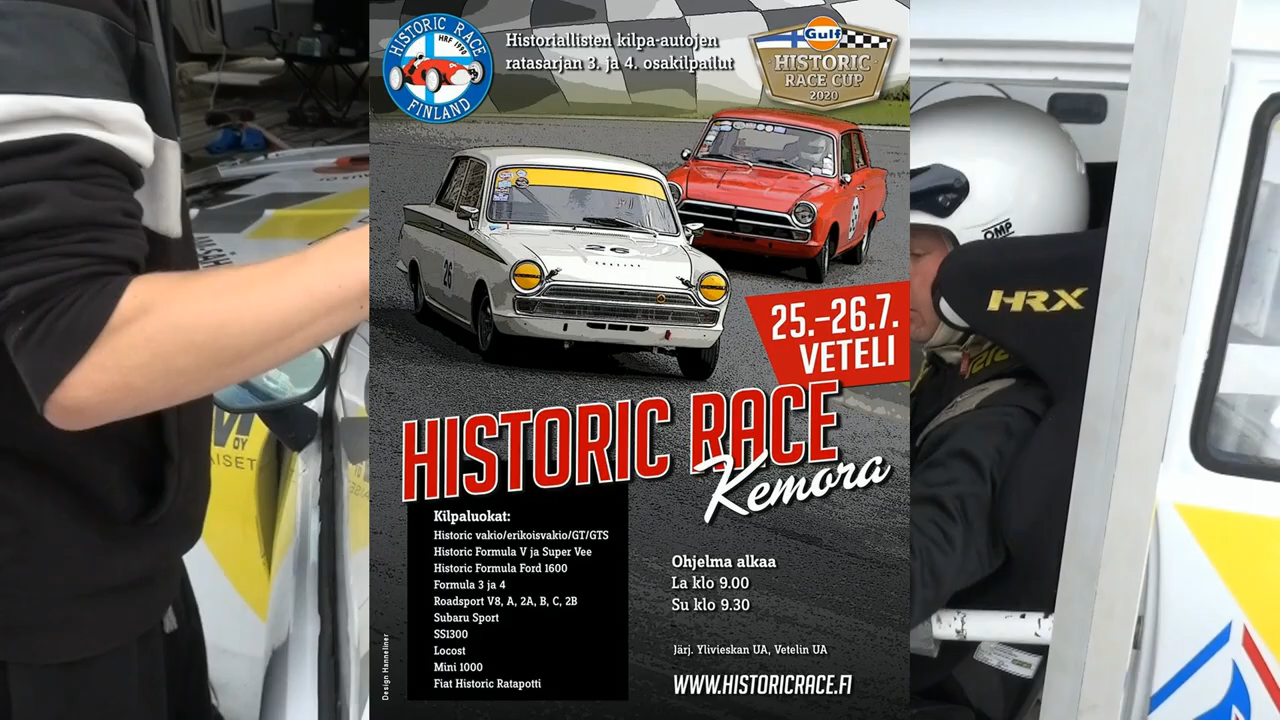 HISTORIC RACE
HRF 1990
FINLAND
Historiallisten kilpa-autojen
ratasarjan 3. ja 4. osakilpailut
Gulf
HISTORIC
RACE CUP
2020
26
26
25.–26.7.
VETELI
HISTORIC RACE
Kemora
Kilpaluokat:
Historic vakio/erikoisvakio/GT/GTS
Historic Formula V ja Super Vee
Historic Formula Ford 1600
Formula 3 ja 4
Roadsport V8, A, 2A, B, C, 2B
Subaru Sport
SS1300
Locost
Mini 1000
Fiat Historic Ratapotti
Ohjelma alkaa
La klo 9.00
Su klo 9.30
Järj. Ylivieskan UA, Vetelin UA
WWW.HISTORICRACE.FI
Design Hanneliner
OMP
HRX
OY